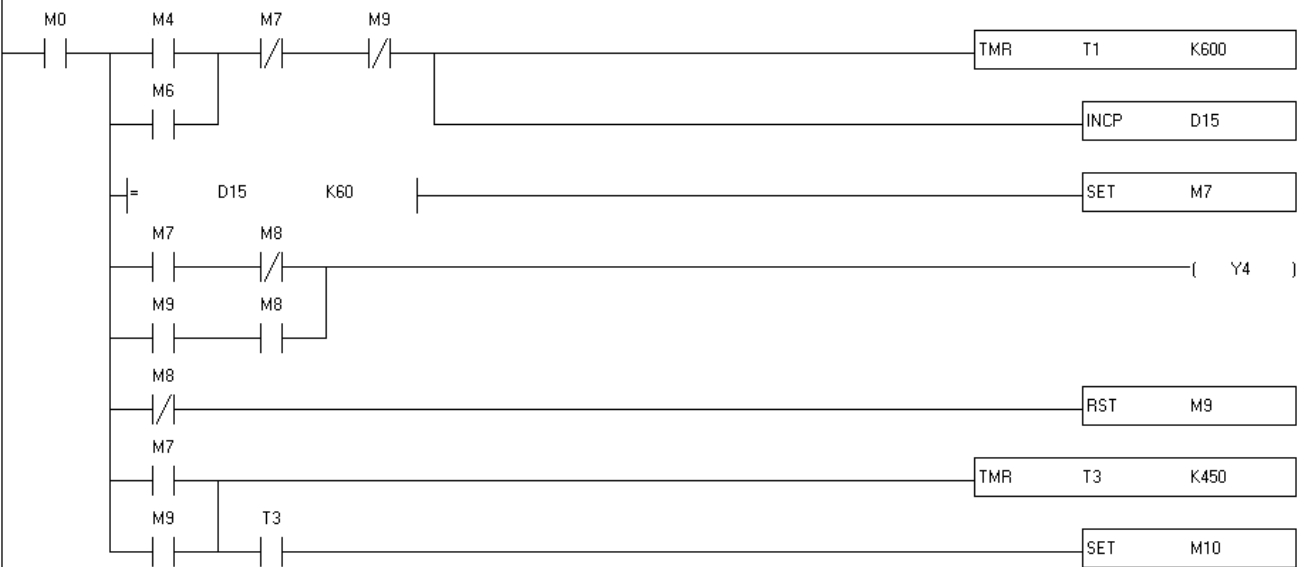 M0 M4 M7 M9
TMR T1 K600
M6
INCP D15
= D15 K60 SET M7
M7 M8
( Y4 )
M9 M8
M8
RST M9
M7
TMR T3 K450
M9 T3
SET M10